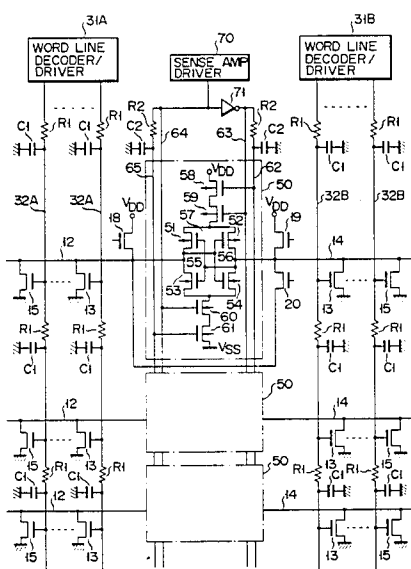 31A 70 31B
WORD LINE DECODER/ DRIVER
SENSE AMP DRIVER
WORD LINE DECODER/ DRIVER
71
R1 R1 R2 R2 R1 R1
C1 C1 C2 64 63 C2 C1 C1
65 62
58 VDD 50
32A 32A 59 32B 32B
VDD 57 VDD
18 51 52 19
12 55 56 14
53 54 20
15 13 60 13 15
61
R1 R1 VSS R1 R1
C1 C1 C1 C1
50
12 14
15 13 13 15
R1 R1 50 R1 R1
C1 C1 C1 C1
12 14
15 13 13 15